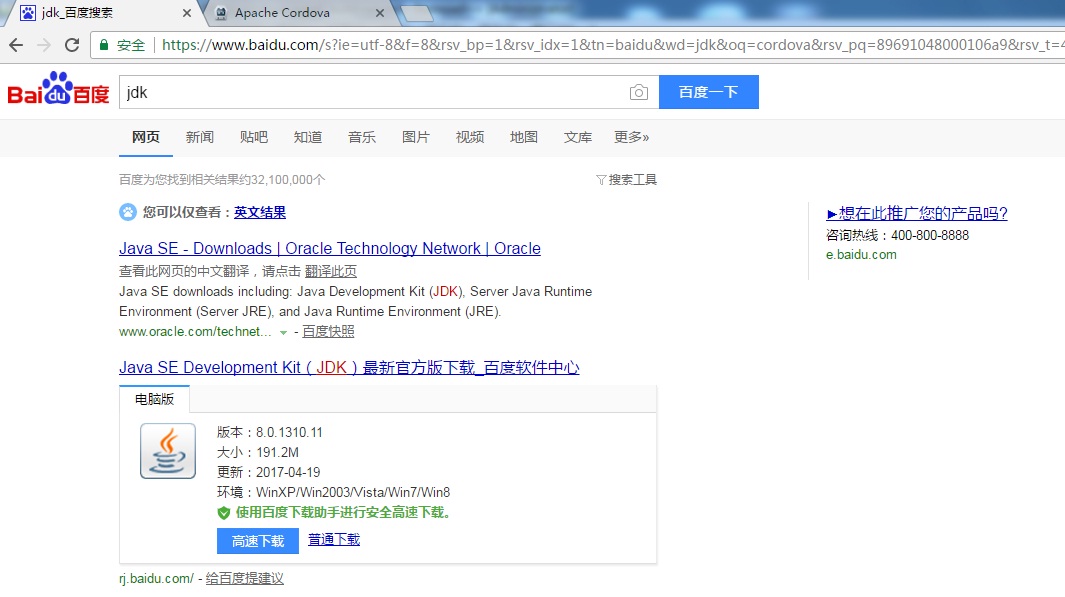 jdk_百度搜索
Apache Cordova
安全 https://www.baidu.com/s?ie=utf-8&f=8&rsv_bp=1&rsv_idx=1&tn=baidu&wd=jdk&oq=cordova&rsv_pq=89691048000106a9&rsv_t=4
Bai du 百度 jdk 百度一下
网页 新闻 贴吧 知道 音乐 图片 视频 地图 文库 更多»
百度为您找到相关结果约32,100,000个 搜索工具
您可以仅查看：英文结果
►想在此推广您的产品吗?
咨询热线：400-800-8888
e.baidu.com
Java SE - Downloads | Oracle Technology Network | Oracle
查看此网页的中文翻译，请点击 翻译此页
Java SE downloads including: Java Development Kit (JDK), Server Java Runtime
Environment (Server JRE), and Java Runtime Environment (JRE).
www.oracle.com/technet... - 百度快照
Java SE Development Kit（JDK）最新官方版下载_百度软件中心
电脑版
版本：8.0.1310.11
大小：191.2M
更新：2017-04-19
环境：WinXP/Win2003/Vista/Win7/Win8
使用百度下载助手进行安全高速下载。
高速下载 普通下载
rj.baidu.com/ - 给百度提建议